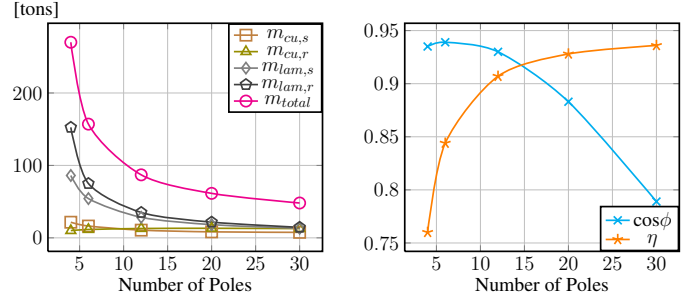 [tons]
m_{cu,s}
m_{cu,r}
m_{lam,s}
m_{lam,r}
m_{total}
200
100
0
5 10 15 20 25 30
Number of Poles
0.95
0.9
0.85
0.8
0.75
cosϕ
η
5 10 15 20 25 30
Number of Poles